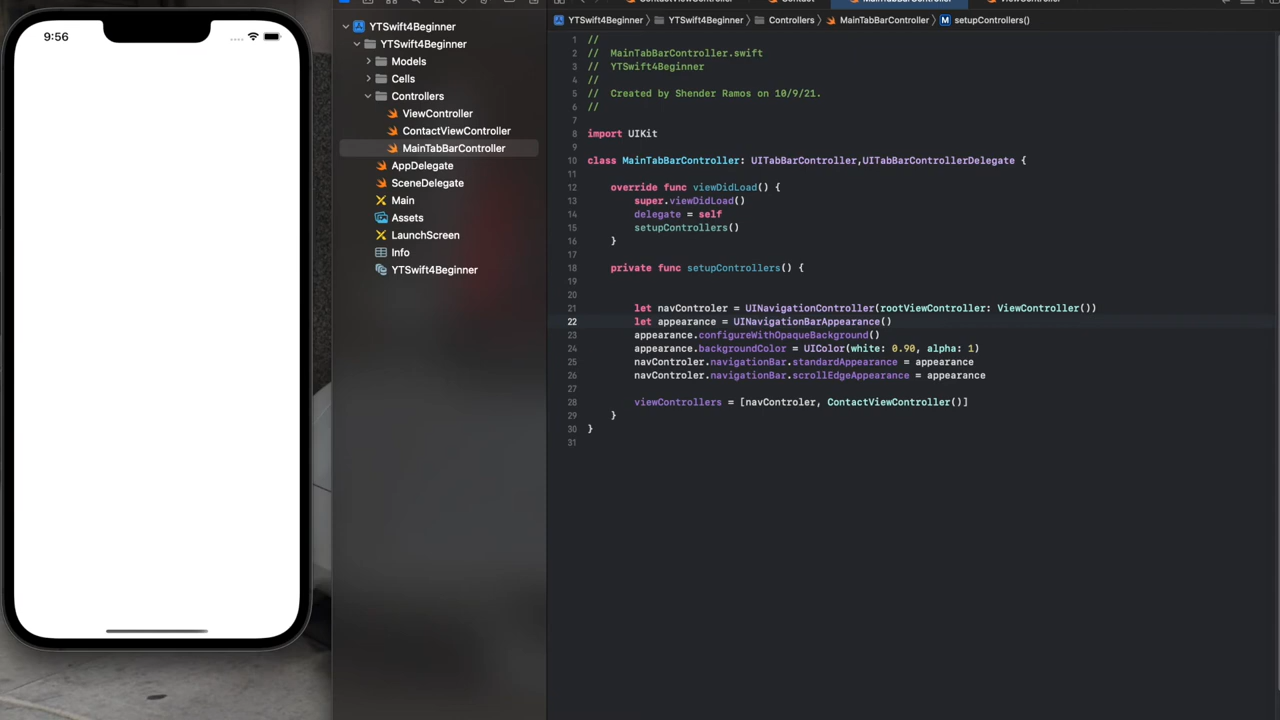 ContactViewController
Contact
MainTabBarController
ViewController
9:56
YTSwift4Beginner
YTSwift4Beginner
Models
Cells
Controllers
ViewController
ContactViewController
MainTabBarController
AppDelegate
SceneDelegate
Main
Assets
LaunchScreen
Info
YTSwift4Beginner
YTSwift4Beginner > YTSwift4Beginner > Controllers > MainTabBarController > M setupControllers()
1 //
2 // MainTabBarController.swift
3 // YTSwift4Beginner
4 //
5 // Created by Shender Ramos on 10/9/21.
6 //
7
8 import UIKit
9
10 class MainTabBarController: UITabBarController,UITabBarControllerDelegate {
11
12 override func viewDidLoad() {
13 super.viewDidLoad()
14 delegate = self
15 setupControllers()
16 }
17
18 private func setupControllers() {
19
20
21 let navControler = UINavigationController(rootViewController: ViewController())
22 let appearance = UINavigationBarAppearance()
23 appearance.configureWithOpaqueBackground()
24 appearance.backgroundColor = UIColor(white: 0.90, alpha: 1)
25 navControler.navigationBar.standardAppearance = appearance
26 navControler.navigationBar.scrollEdgeAppearance = appearance
27
28 viewControllers = [navControler, ContactViewController()]
29 }
30 }
31